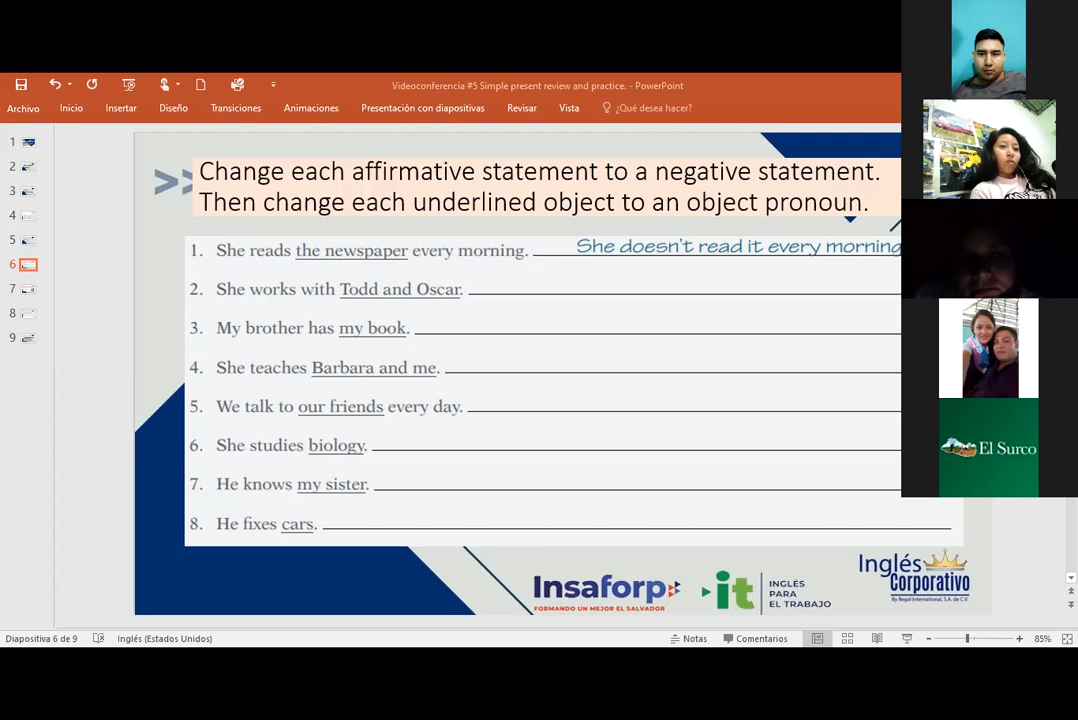 Videoconferencia #5 Simple present review and practice. - PowerPoint
Archivo Inicio Insertar Diseño Transiciones Animaciones Presentación con diapositivas Revisar Vista ¿Qué desea hacer?
1
2
3
4
5
6
7
8
9
>>
Change each affirmative statement to a negative statement.
Then change each underlined object to an object pronoun.
1. She reads the newspaper every morning. She doesn't read it every morning
2. She works with Todd and Oscar.
3. My brother has my book.
4. She teaches Barbara and me.
5. We talk to our friends every day.
6. She studies biology.
7. He knows my sister.
8. He fixes cars.
El Surco
Insaforp
FORMANDO UN MEJOR EL SALVADOR
it INGLÉS PARA EL TRABAJO
Inglés
Corporativo
By Regal International, S.A. de C.V.
Diapositiva 6 de 9 Inglés (Estados Unidos) Notas Comentarios 85%